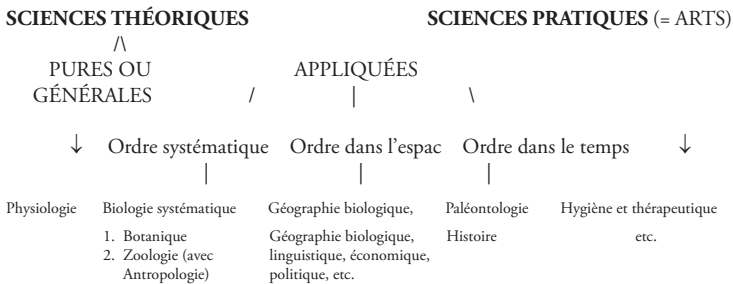 SCIENCES THÉORIQUES SCIENCES PRATIQUES (= ARTS)
/\
PURES OU APPLIQUÉES
GÉNÉRALES / | \
↓ Ordre systématique Ordre dans l'espac Ordre dans le temps ↓
| | |
Physiologie Biologie systématique Géographie biologique, Paléontologie Hygiène et thérapeutique
1. Botanique Géographie biologique, Histoire etc.
2. Zoologie (avec linguistique, économique,
Antropologie) politique, etc.